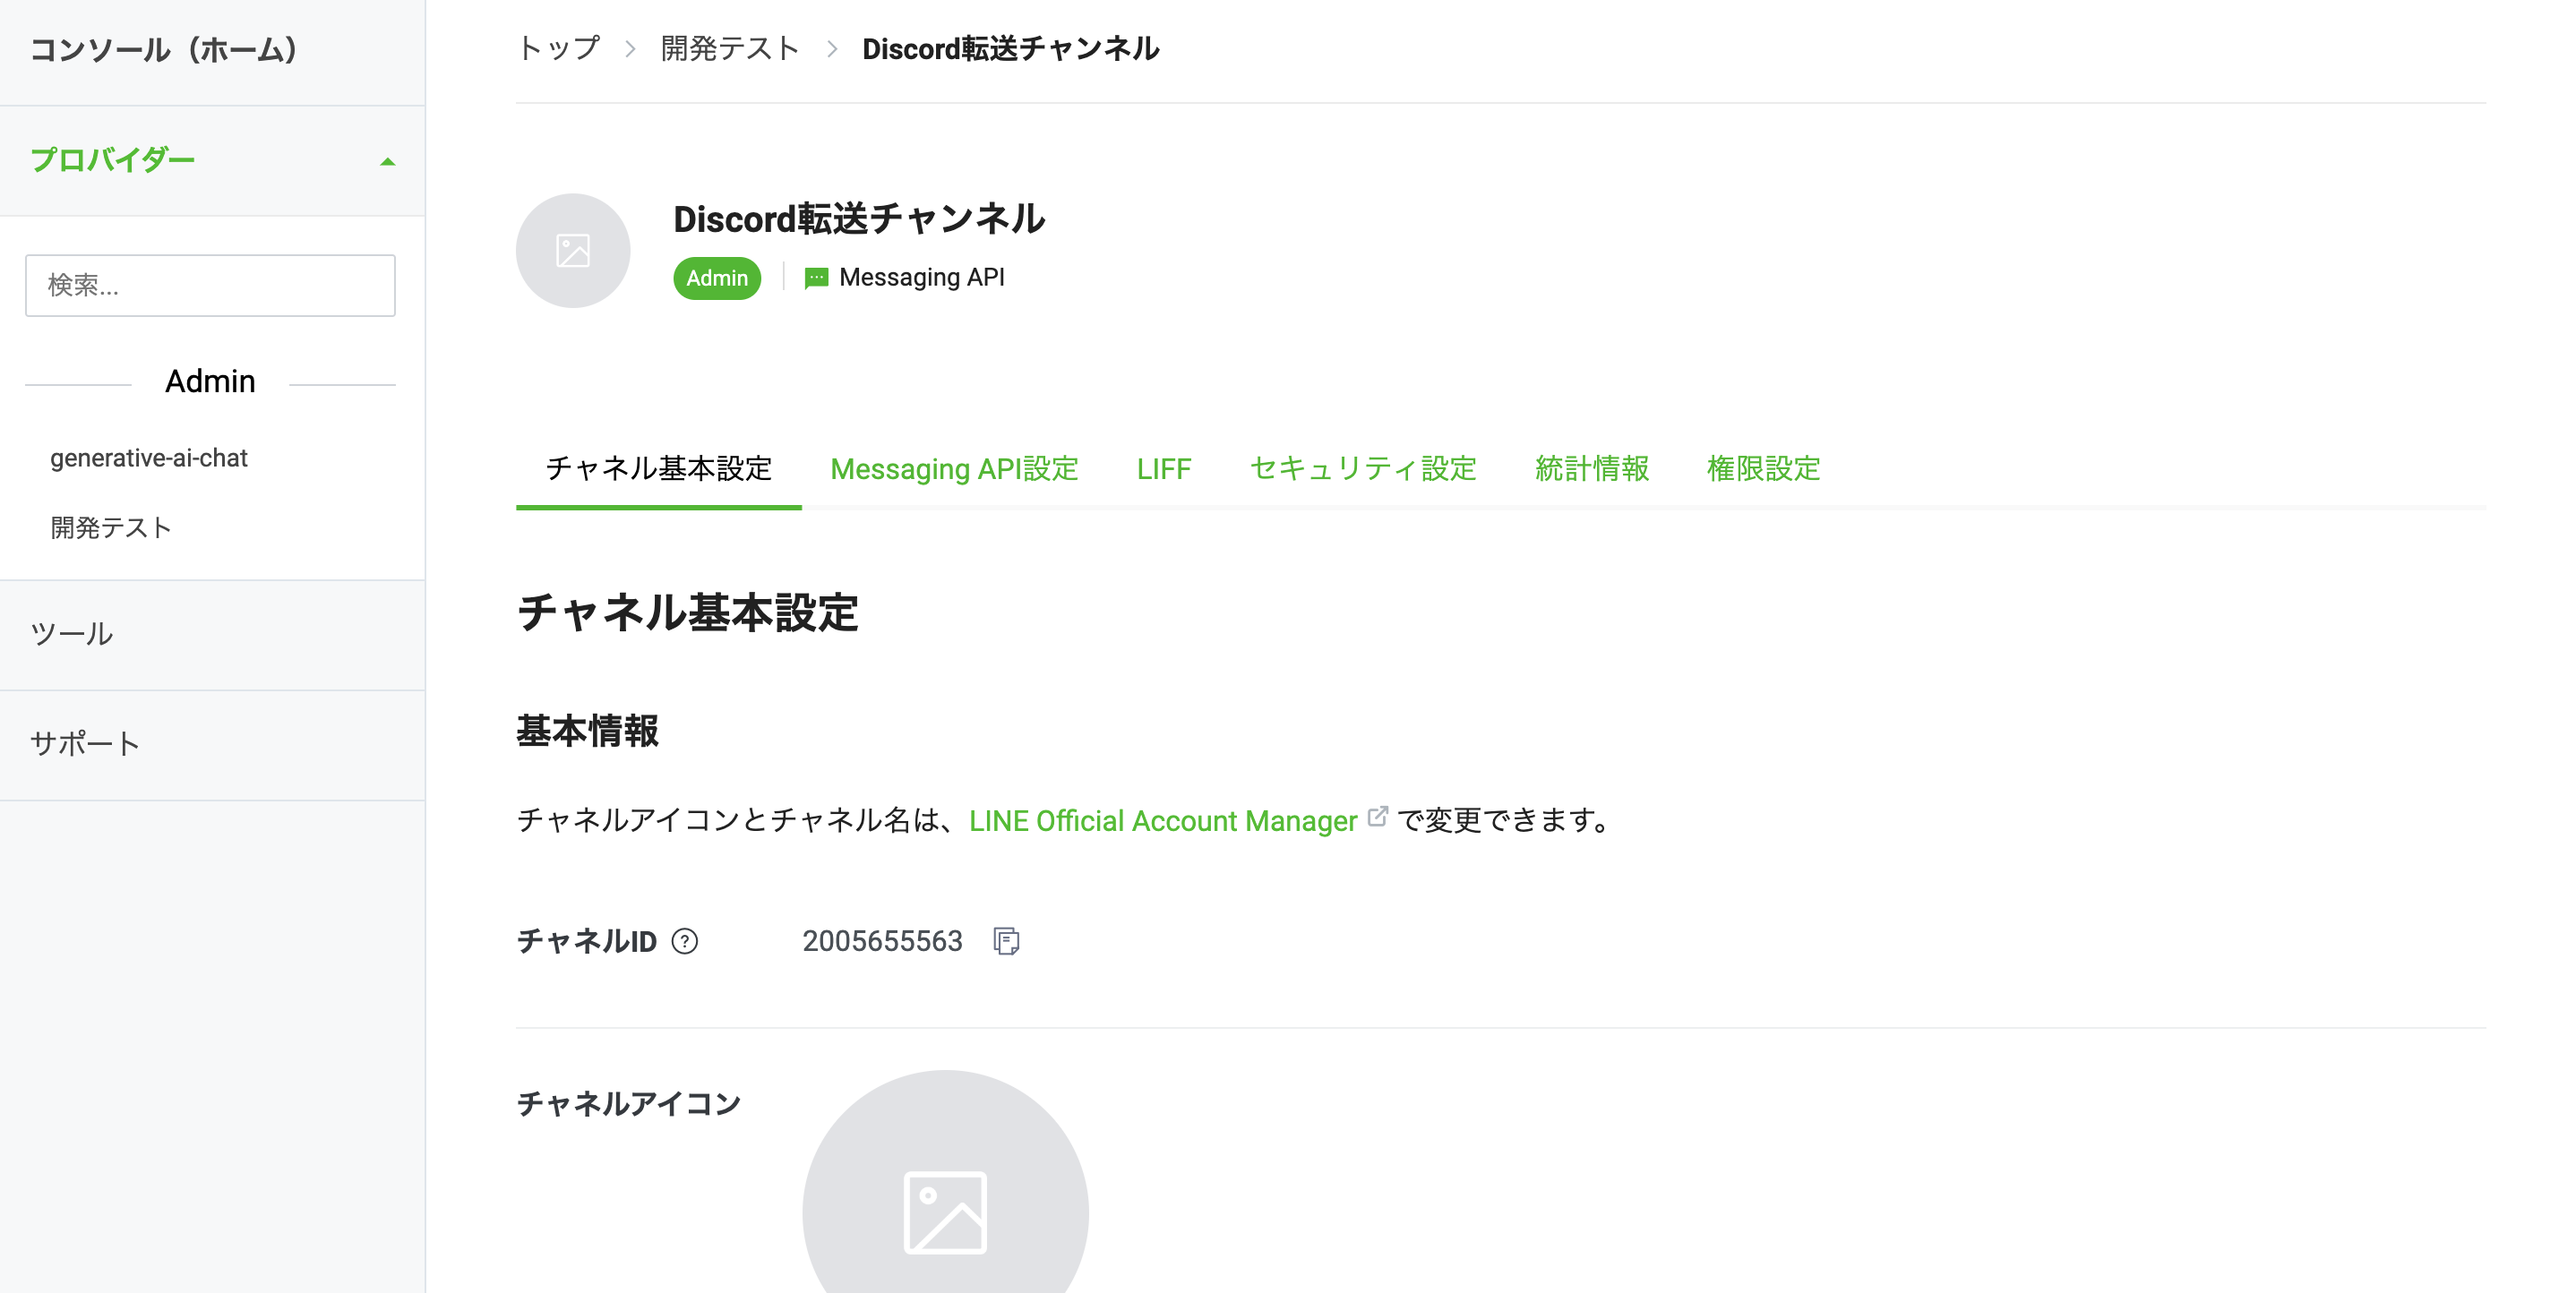 コンソール（ホーム）
プロバイダー
検索...
Admin
generative-ai-chat
開発テスト
ツール
サポート
トップ > 開発テスト > Discord転送チャンネル
Discord転送チャンネル
Admin Messaging API
チャネル基本設定 Messaging API設定 LIFF セキュリティ設定 統計情報 権限設定
チャネル基本設定
基本情報
チャネルアイコンとチャネル名は、LINE Official Account Managerで変更できます。
チャネルID ? 2005655563
チャネルアイコン